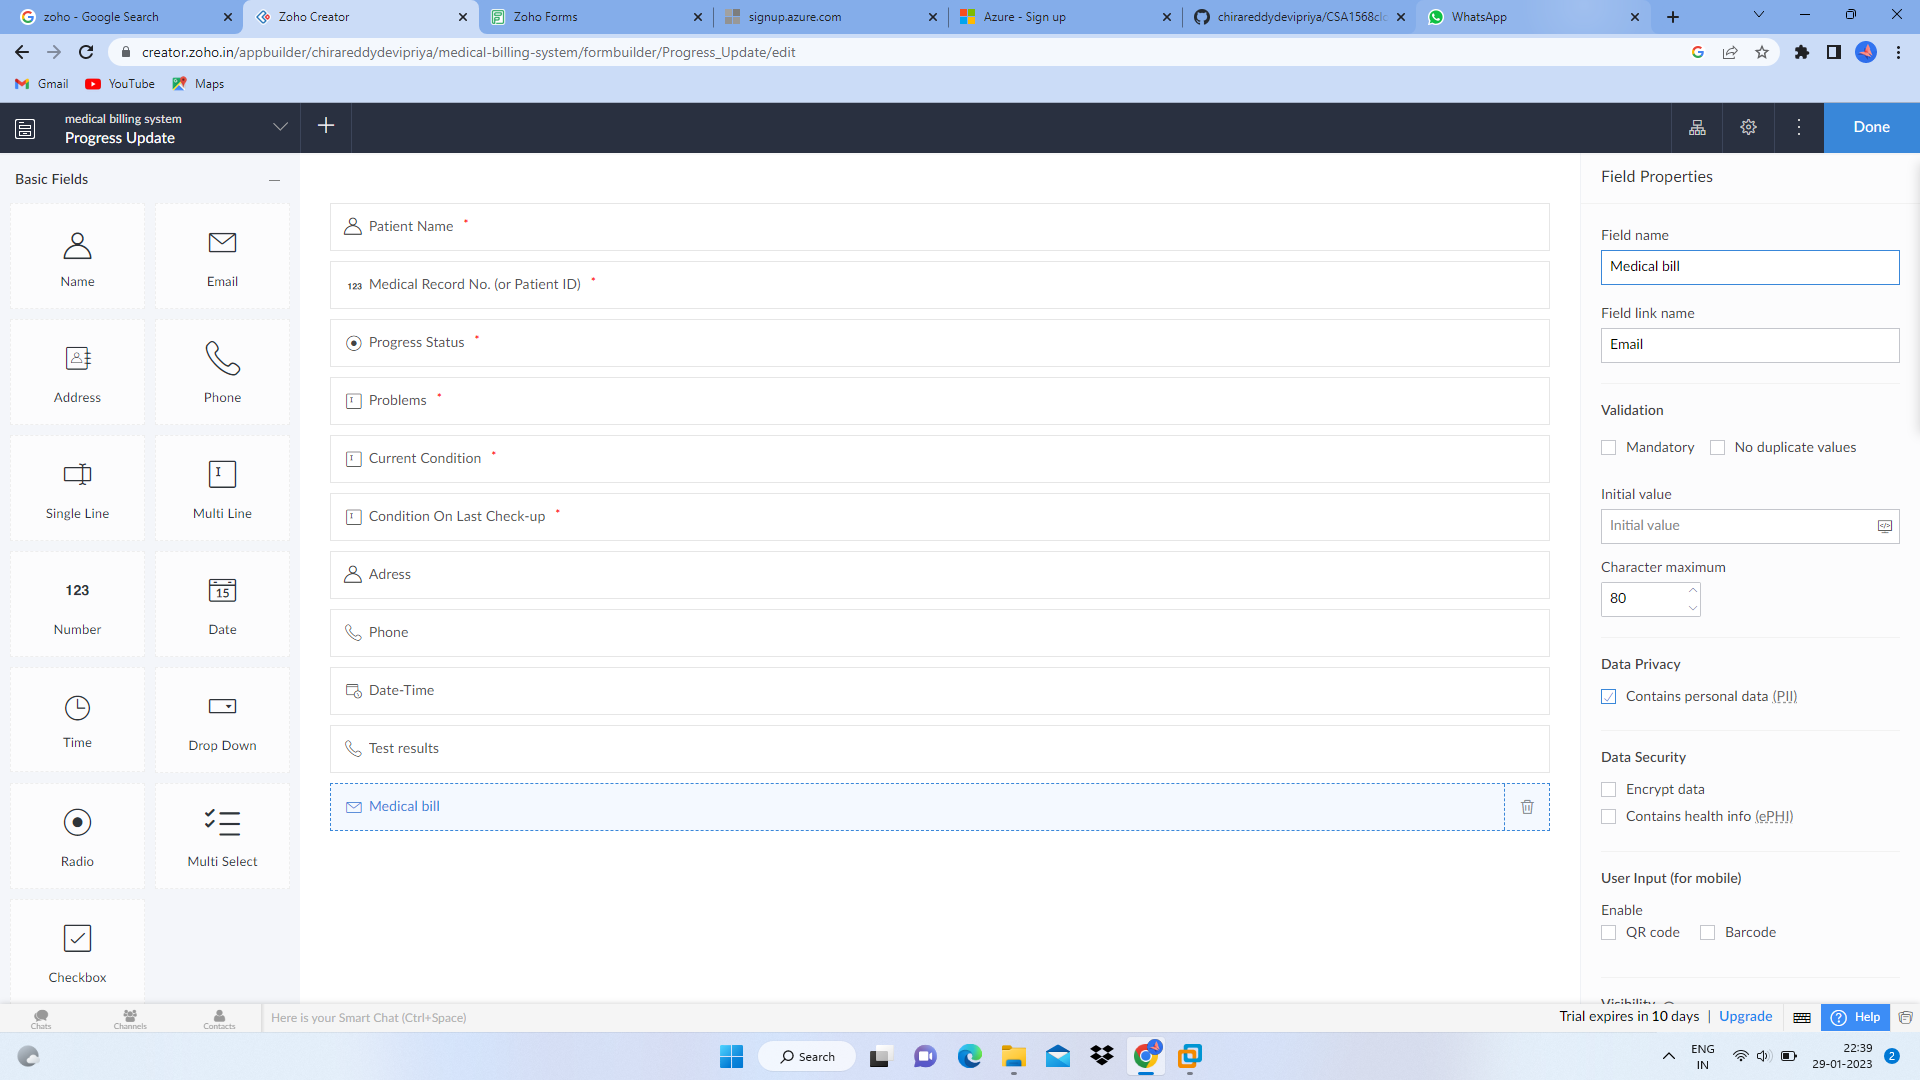 zoho - Google Search
Zoho Creator
Zoho Forms
signup.azure.com
Azure - Sign up
chirareddydevipriya/CSA1568clo
WhatsApp
creator.zoho.in/appbuilder/chirareddydevipriya/medical-billing-system/formbuilder/Progress_Update/edit
Gmail
YouTube
Maps
medical billing system
Progress Update
Done
Basic Fields
Name
Email
Address
Phone
Single Line
Multi Line
123
Number
15
Date
Time
Drop Down
Radio
Multi Select
Checkbox
Patient Name *
123 Medical Record No. (or Patient ID) *
Progress Status *
Problems *
Current Condition *
Condition On Last Check-up *
Adress
Phone
Date-Time
Test results
Medical bill
Field Properties
Field name
Medical bill
Field link name
Email
Validation
Mandatory
No duplicate values
Initial value
Initial value
Character maximum
80
Data Privacy
Contains personal data (PII)
Data Security
Encrypt data
Contains health info (ePHI)
User Input (for mobile)
Enable
QR code
Barcode
Visibility
Chats
Channels
Contacts
Here is your Smart Chat (Ctrl+Space)
Trial expires in 10 days | Upgrade
Help
Search
ENG
IN
22:39
29-01-2023
2